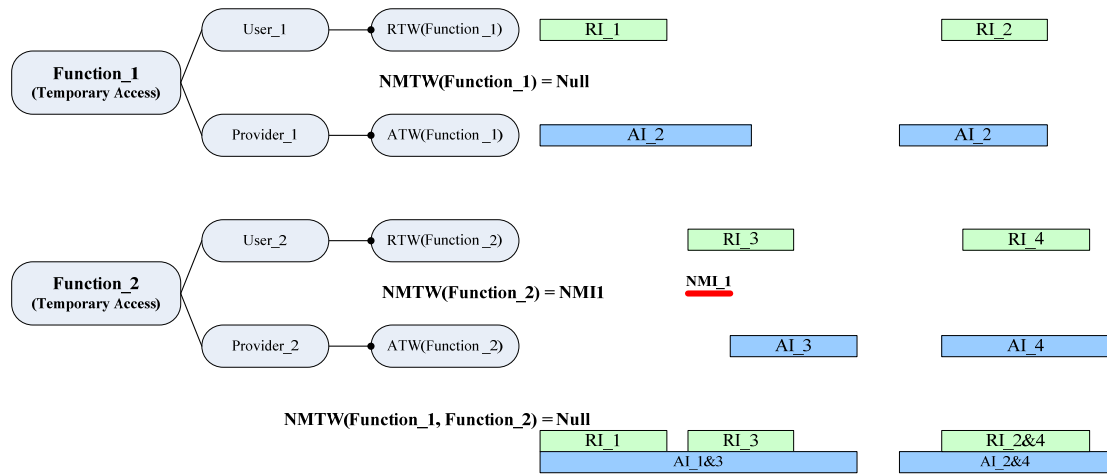 User_1
RTW(Function _1)
RI_1
RI_2
Function_1
(Temporary Access)
NMTW(Function_1) = Null
Provider_1
ATW(Function _1)
AI_2
AI_2
User_2
RTW(Function _2)
RI_3
RI_4
Function_2
(Temporary Access)
NMTW(Function_2) = NMI1
NMI_1
Provider_2
ATW(Function _2)
AI_3
AI_4
NMTW(Function_1, Function_2) = Null
RI_1
RI_3
RI_2&4
AI_1&3
AI_2&4